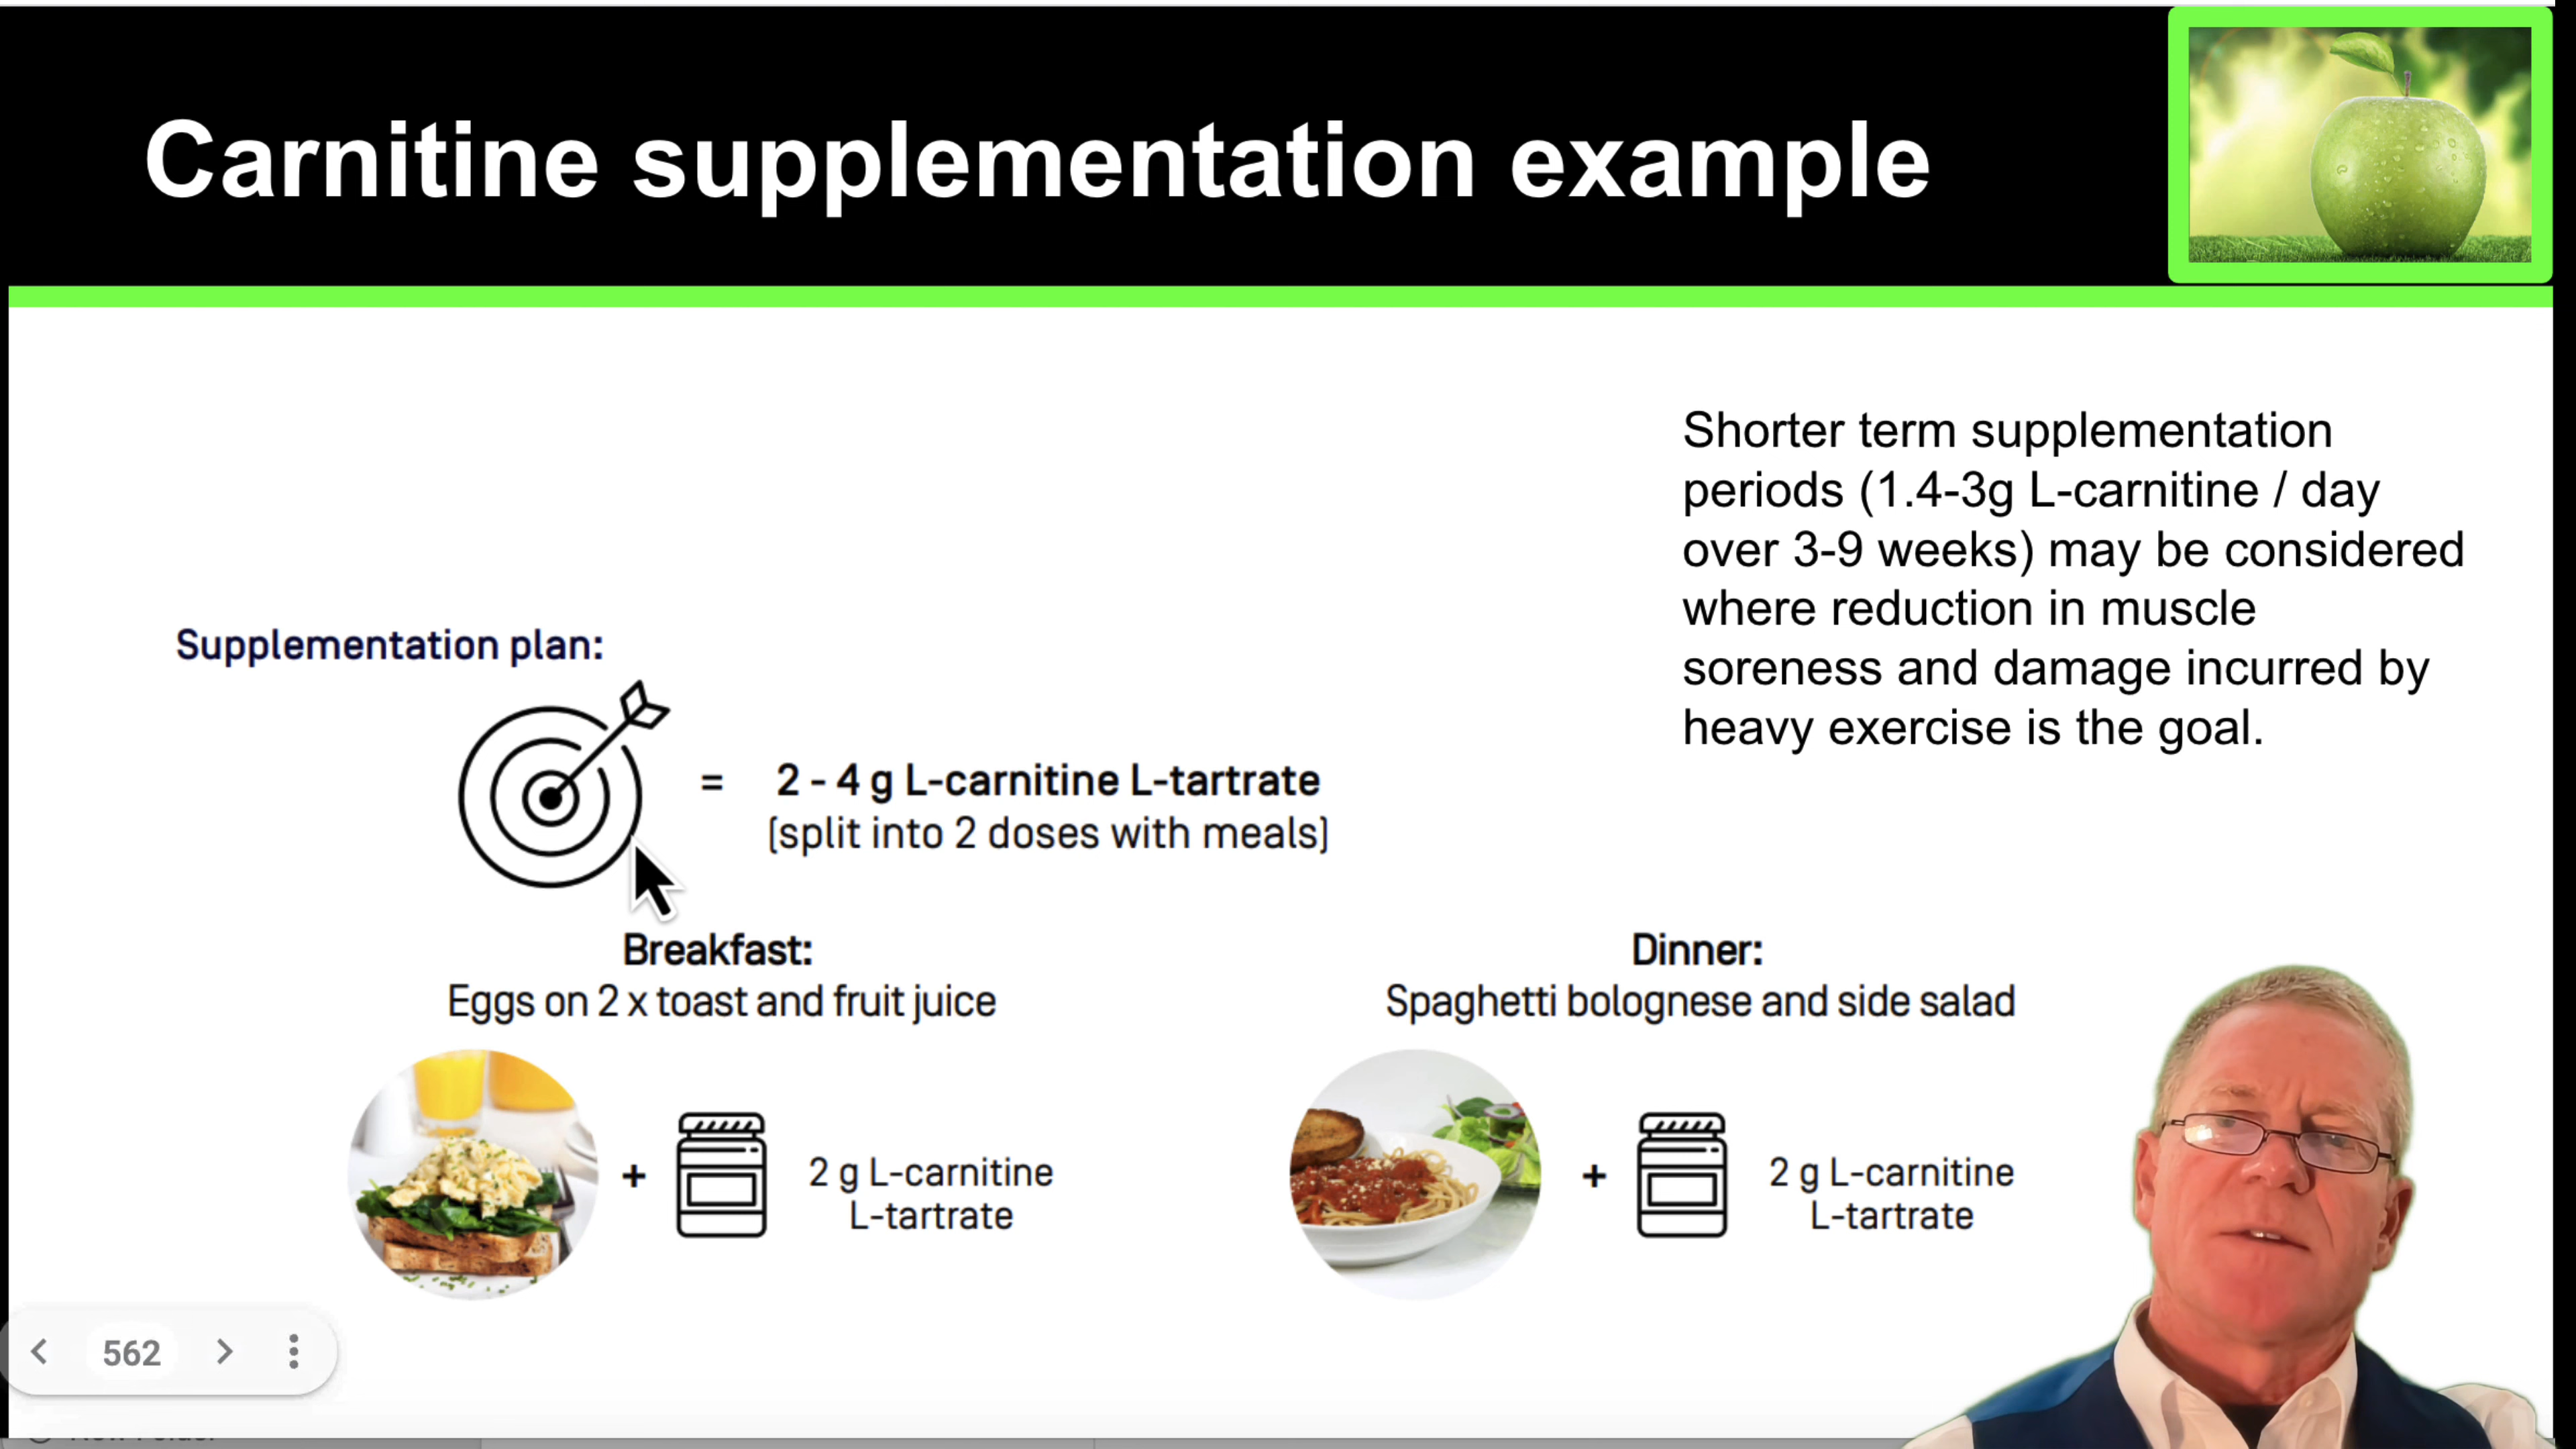 Carnitine supplementation example
Shorter term supplementation
periods (1.4-3g L-carnitine / day
over 3-9 weeks) may be considered
where reduction in muscle
soreness and damage incurred by
heavy exercise is the goal.
Supplementation plan:
= 2 - 4 g L-carnitine L-tartrate
(split into 2 doses with meals)
Breakfast:
Eggs on 2 x toast and fruit juice
+ 2 g L-carnitine
L-tartrate
Dinner:
Spaghetti bolognese and side salad
+ 2 g L-carnitine
L-tartrate
562